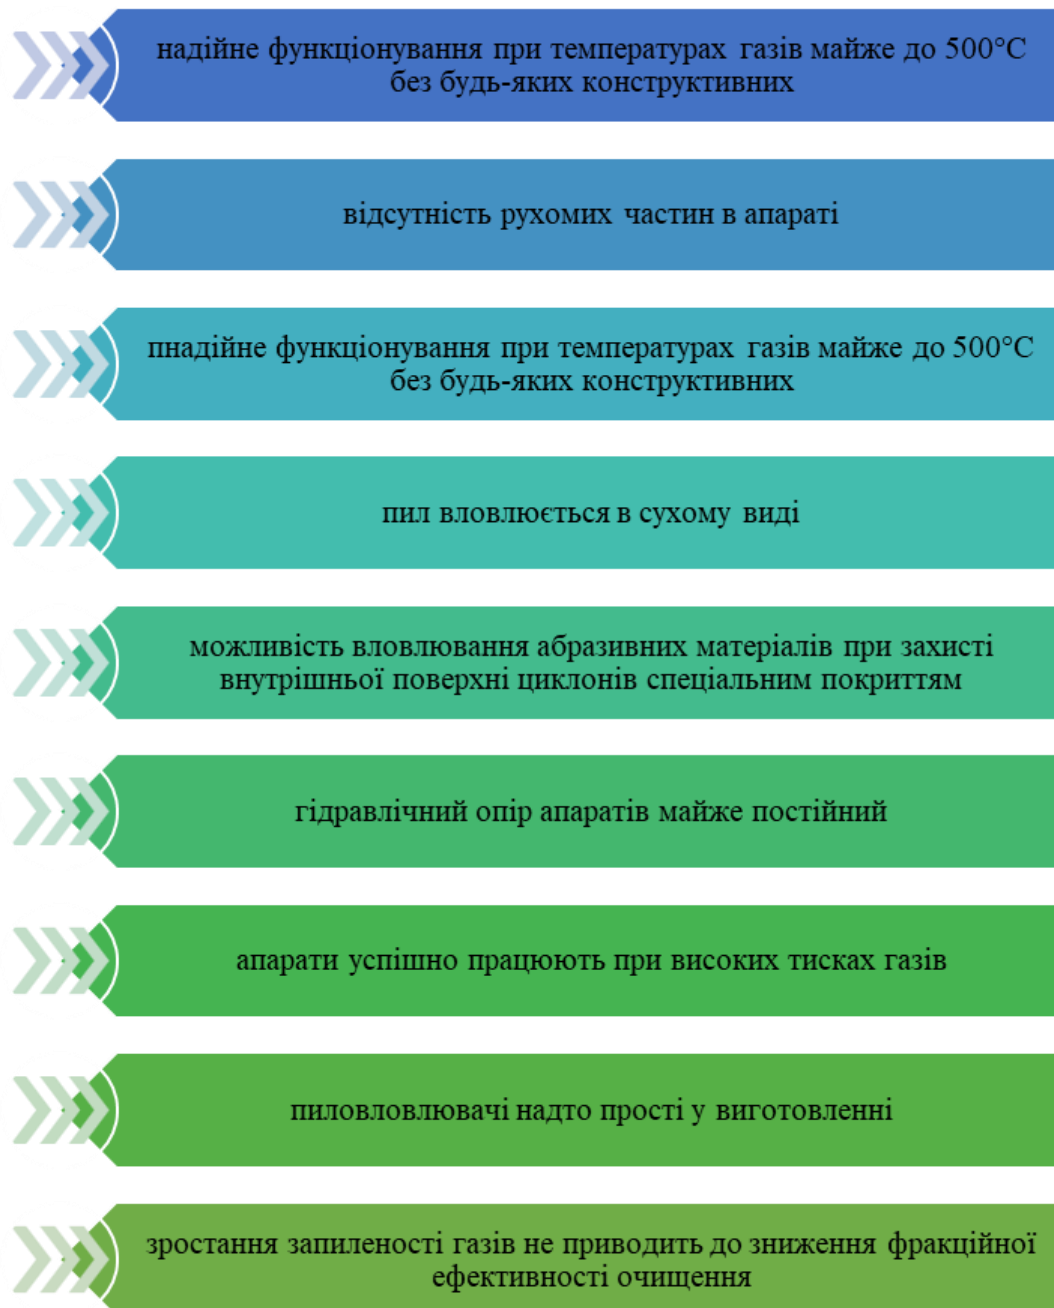 надійне функціонування при температурах газів майже до 500°C
без будь-яких конструктивних
відсутність рухомих частин в апараті
пнадійне функціонування при температурах газів майже до 500°C
без будь-яких конструктивних
пил вловлюється в сухому виді
можливість вловлювання абразивних матеріалів при захисті
внутрішньої поверхні циклонів спеціальним покриттям
гідравлічний опір апаратів майже постійний
апарати успішно працюють при високих тисках газів
пиловловлювачі надто прості у виготовленні
зростання запиленості газів не приводить до зниження фракційної
ефективності очищення